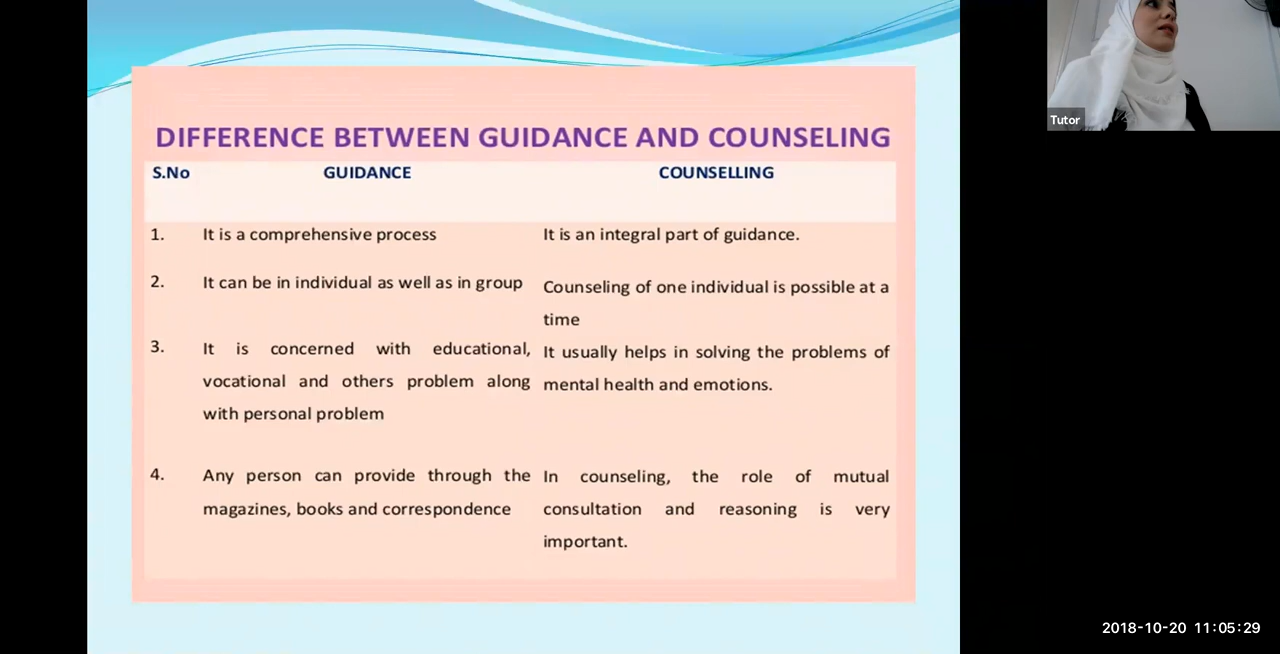 DIFFERENCE BETWEEN GUIDANCE AND COUNSELING
S.No GUIDANCE COUNSELLING
1. It is a comprehensive process It is an integral part of guidance.
2. It can be in individual as well as in group Counseling of one individual is possible at a
time
3. It is concerned with educational, It usually helps in solving the problems of
vocational and others problem along mental health and emotions.
with personal problem
4. Any person can provide through the In counseling, the role of mutual
magazines, books and correspondence consultation and reasoning is very
important.
Tutor
2018-10-20 11:05:29